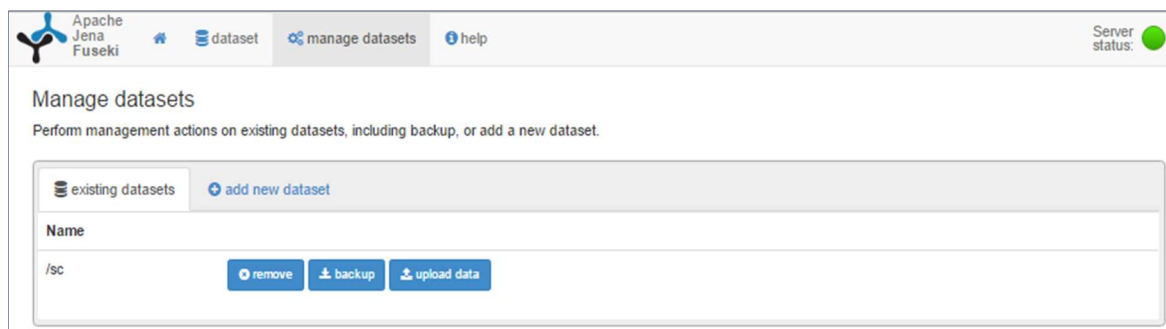 Apache
Jena
Fuseki
dataset
manage datasets
help
Server
status:
Manage datasets
Perform management actions on existing datasets, including backup, or add a new dataset.
existing datasets
add new dataset
Name
/sc
remove
backup
upload data